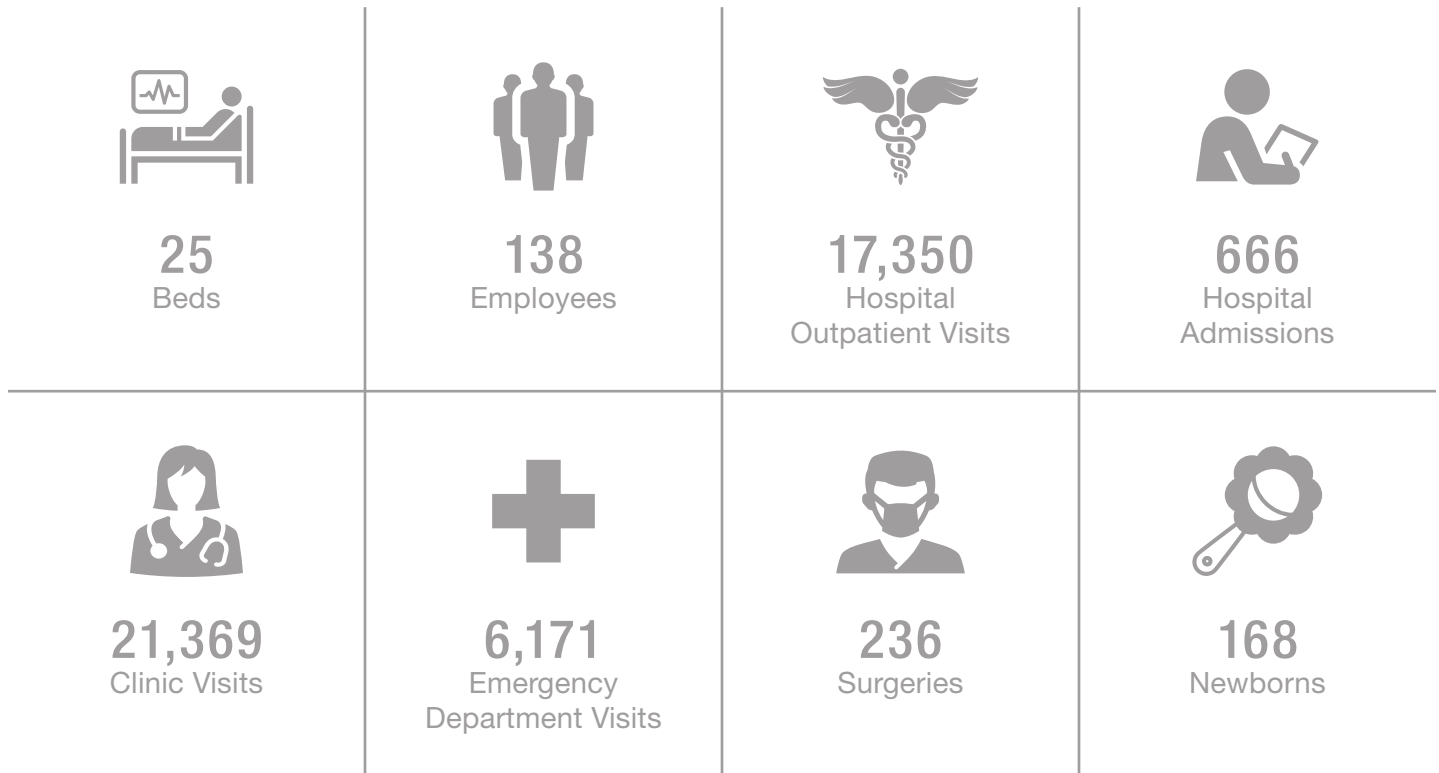 25
Beds
138
Employees
17,350
Hospital
Outpatient Visits
666
Hospital
Admissions
21,369
Clinic Visits
6,171
Emergency
Department Visits
236
Surgeries
168
Newborns